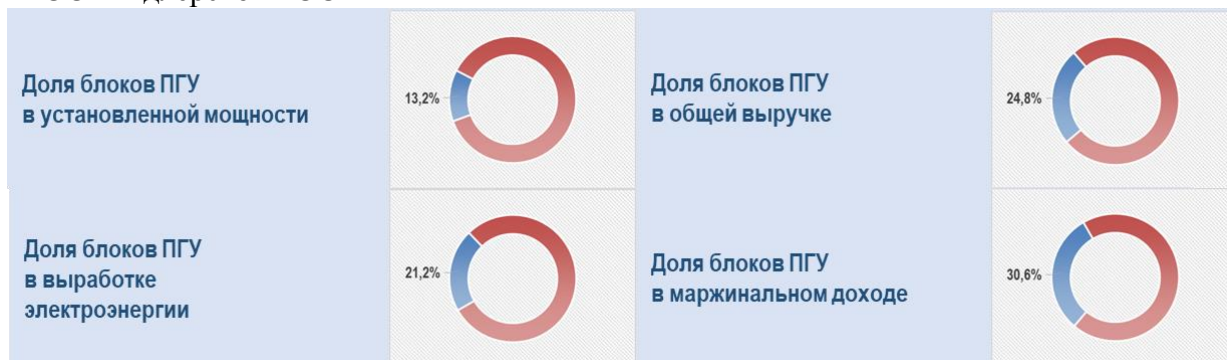 Доля блоков ПГУ
в установленной мощности
13,2%
Доля блоков ПГУ
в общей выручке
24,8%
Доля блоков ПГУ
в выработке
электроэнергии
21,2%
Доля блоков ПГУ
в маржинальном доходе
30,6%